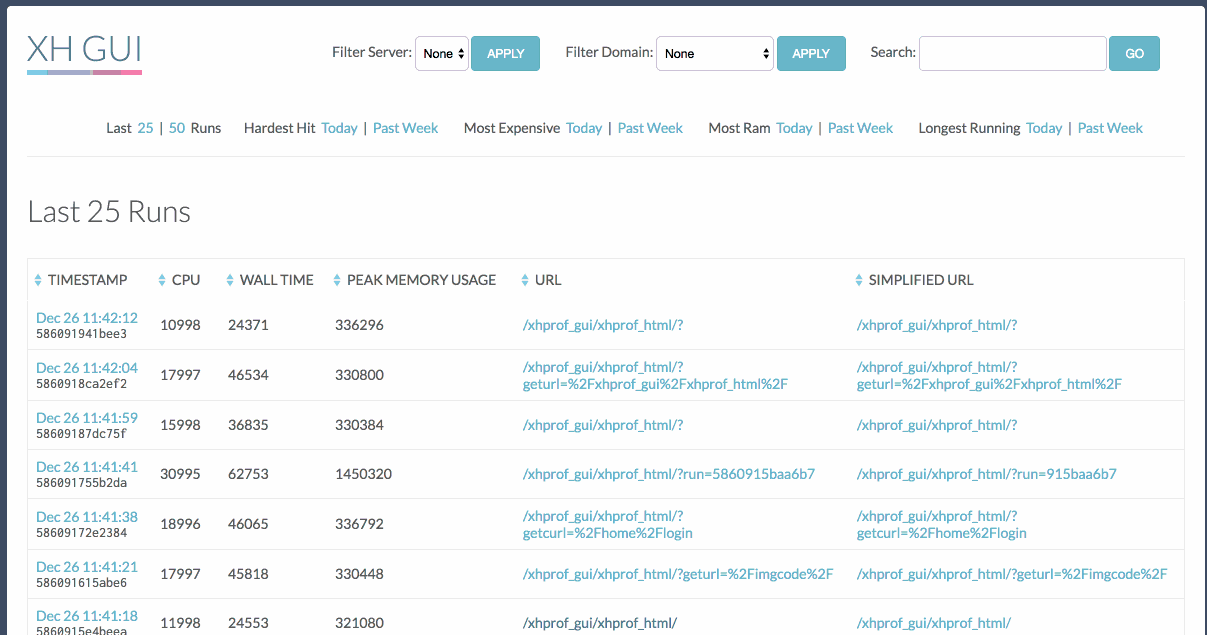 XH GUI
Filter Server: None APPLY Filter Domain: None APPLY Search: GO
Last 25 | 50 Runs Hardest Hit Today | Past Week Most Expensive Today | Past Week Most Ram Today | Past Week Longest Running Today | Past Week
Last 25 Runs
TIMESTAMP CPU WALL TIME PEAK MEMORY USAGE URL SIMPLIFIED URL
Dec 26 11:42:12
586091941bee3 10998 24371 336296 /xhprof_gui/xhprof_html/? /xhprof_gui/xhprof_html/?
Dec 26 11:42:04 /xhprof_gui/xhprof_html/? /xhprof_gui/xhprof_html/?
5860918ca2ef2 17997 46534 330800 geturl=%2Fxhprof_gui%2Fxhprof_html%2F geturl=%2Fxhprof_gui%2Fxhprof_html%2F
Dec 26 11:41:59
58609187dc75f 15998 36835 330384 /xhprof_gui/xhprof_html/? /xhprof_gui/xhprof_html/?
Dec 26 11:41:41
586091755b2da 30995 62753 1450320 /xhprof_gui/xhprof_html/?run=5860915baa6b7 /xhprof_gui/xhprof_html/?run=915baa6b7
Dec 26 11:41:38 /xhprof_gui/xhprof_html/? /xhprof_gui/xhprof_html/?
58609172e2384 18996 46065 336792 getcurl=%2Fhome%2Flogin getcurl=%2Fhome%2Flogin
Dec 26 11:41:21
586091615abe6 17997 45818 330448 /xhprof_gui/xhprof_html/?geturl=%2Fimgcode%2F /xhprof_gui/xhprof_html/?geturl=%2Fimgcode%2F
Dec 26 11:41:18
5860915e4beea 11998 24553 321080 /xhprof_gui/xhprof_html/ /xhprof_gui/xhprof_html/